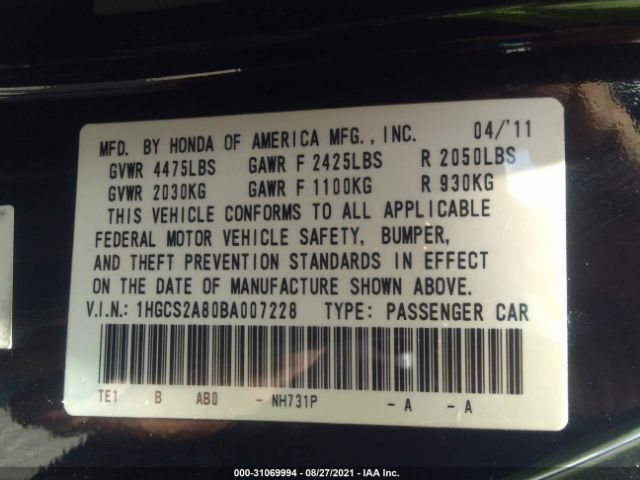 MFD. BY HONDA OF AMERICA MFG., INC. 04/'11
GVWR 4475LBS GAWR F 2425LBS R 2050LBS
GVWR 2030KG GAWR F 1100KG R 930KG
THIS VEHICLE CONFORMS TO ALL APPLICABLE
FEDERAL MOTOR VEHICLE SAFETY, BUMPER,
AND THEFT PREVENTION STANDARDS IN EFFECT
ON THE DATE OF MANUFACTURE SHOWN ABOVE.
V.I.N.: 1HGCS2A80BA007228 TYPE: PASSENGER CAR
TE1 B AB0 - NH731P - A - A
000-31069994 - 08/27/2021 - IAA Inc.